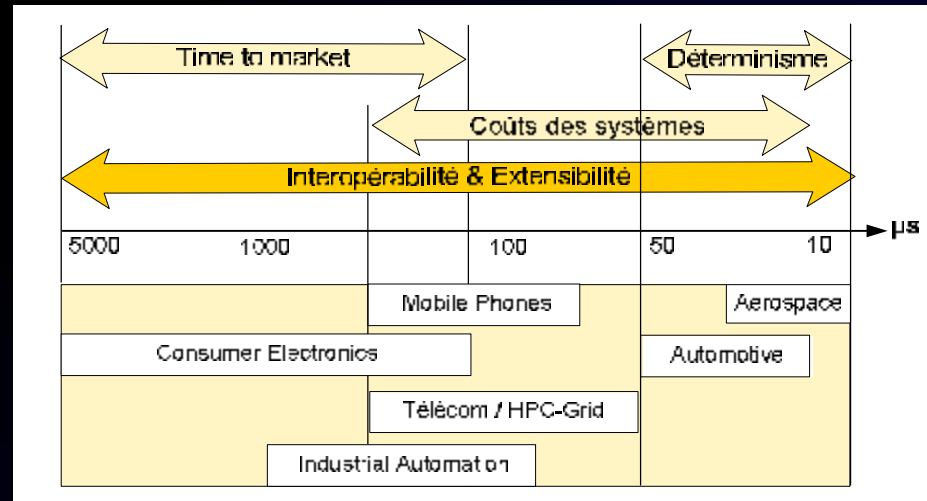 Time to market
Déterminisme
Coûts des systèmes
Interopérabilité & Extensibilité
5000 1000 100 50 10 µs
Mobile Phones
Aerospace
Consumer Electronics
Automotive
Télécom / HPC-Grid
Industrial Automation